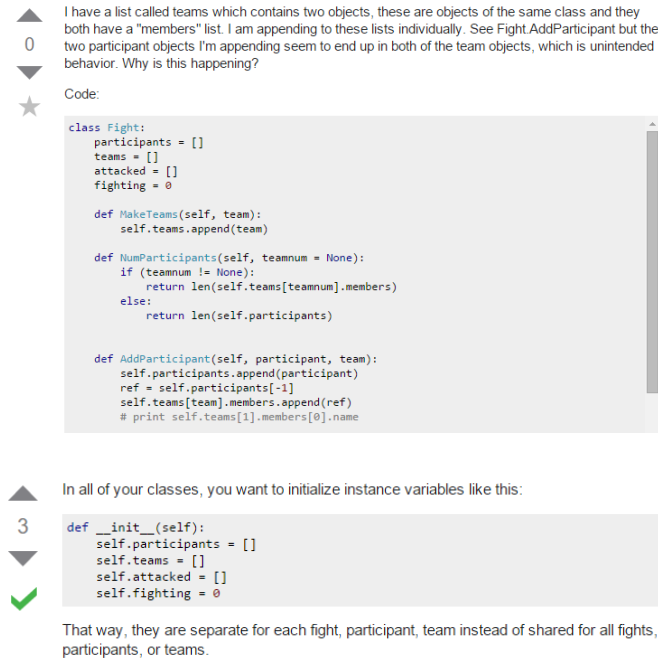 I have a list called teams which contains two objects, these are objects of the same class and they
both have a "members" list. I am appending to these lists individually. See Fight.AddParticipant but the
0
two participant objects I'm appending seem to end up in both of the team objects, which is unintended
behavior. Why is this happening?
Code:
class Fight:
    participants = []
    teams = []
    attacked = []
    fighting = 0
    def MakeTeams(self, team):
        self.teams.append(team)
    def NumParticipants(self, teamnum = None):
        if (teamnum != None):
            return len(self.teams[teamnum].members)
        else:
            return len(self.participants)
    def AddParticipant(self, participant, team):
        self.participants.append(participant)
        ref = self.participants[-1]
        self.teams[team].members.append(ref)
        # print self.teams[1].members[0].name
In all of your classes, you want to initialize instance variables like this:
3
def __init__(self):
    self.participants = []
    self.teams = []
    self.attacked = []
    self.fighting = 0
That way, they are separate for each fight, participant, team instead of shared for all fights,
participants, or teams.